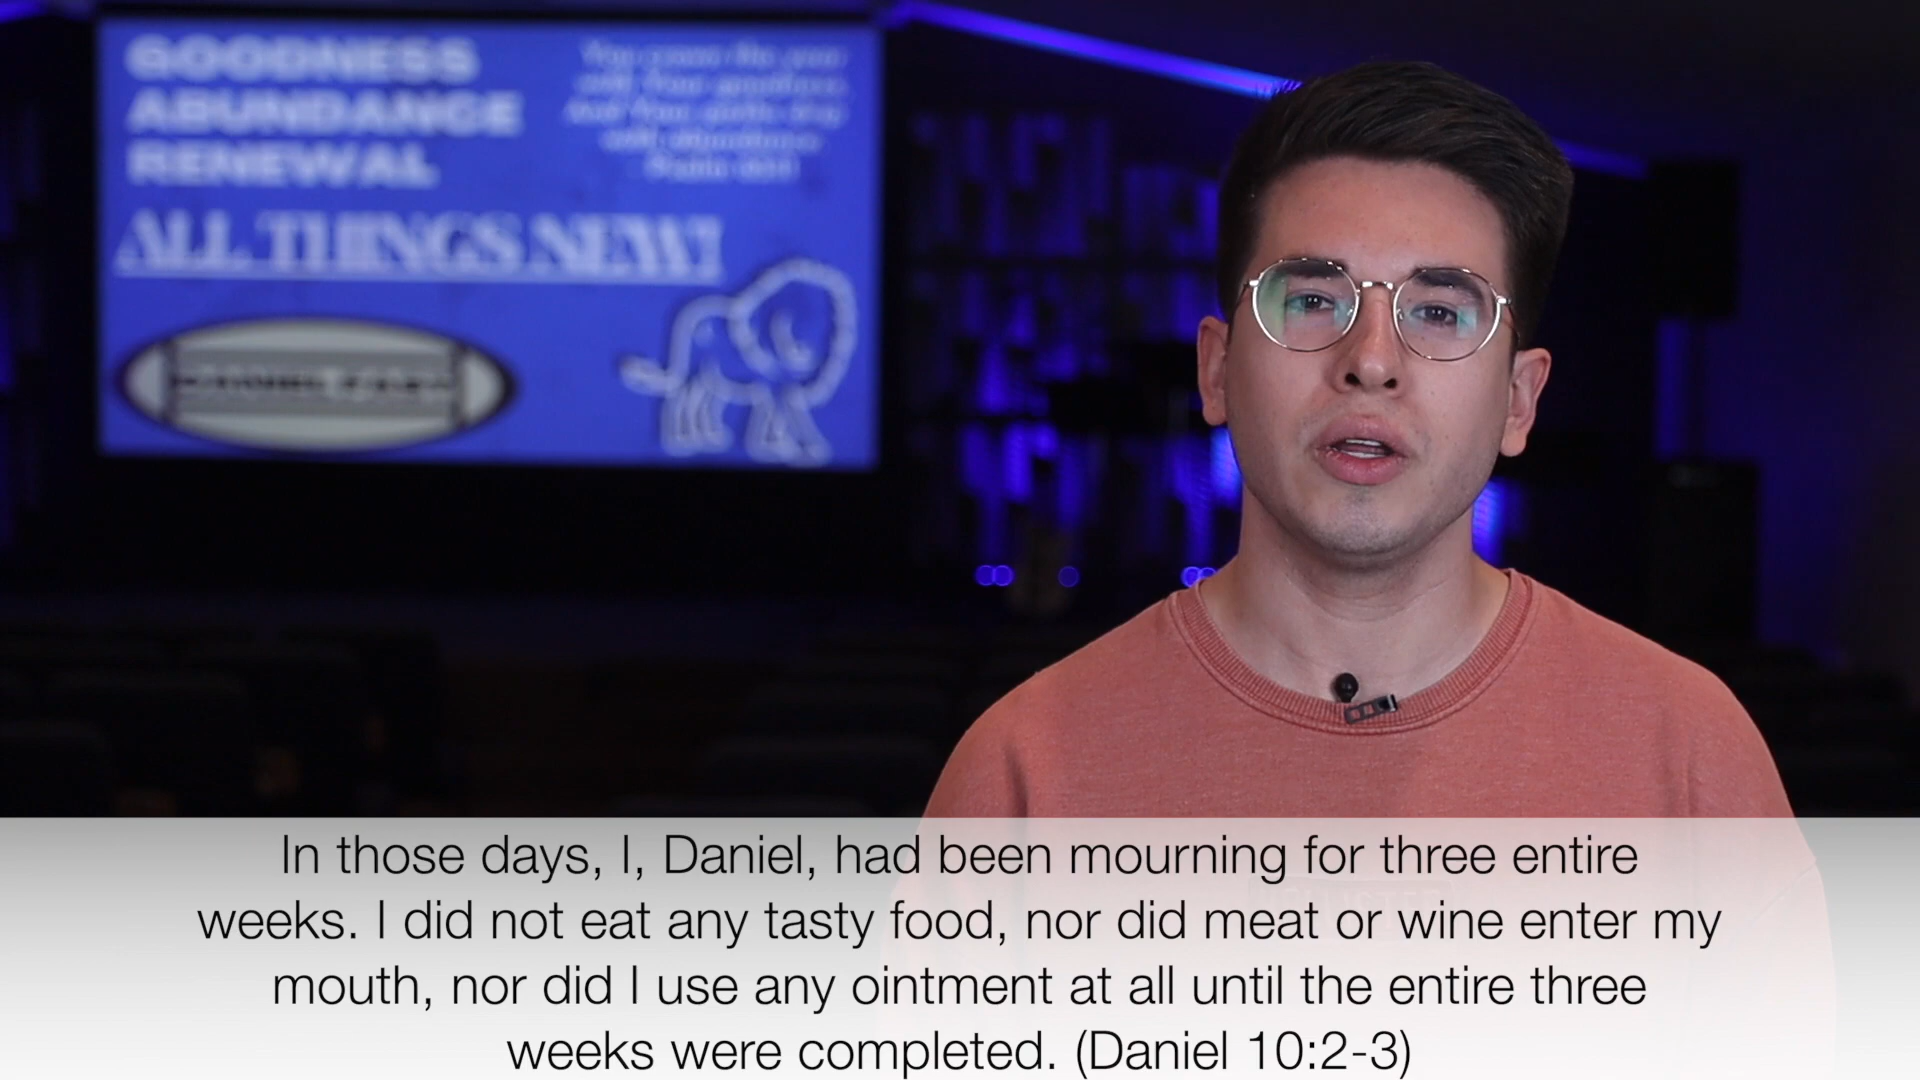 GOODNESS
ABUNDANCE
RENEWAL
ALL THINGS NEW!
In those days, I, Daniel, had been mourning for three entire
weeks. I did not eat any tasty food, nor did meat or wine enter my
mouth, nor did I use any ointment at all until the entire three
weeks were completed. (Daniel 10:2-3)